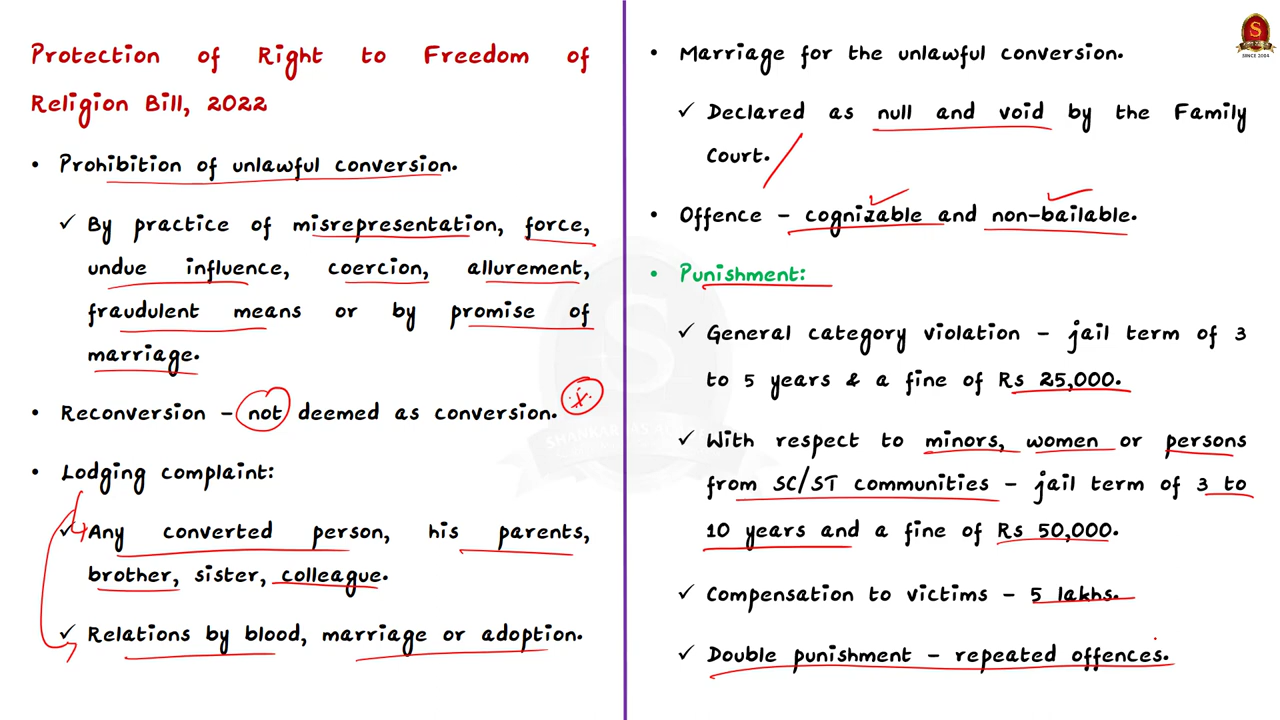 Protection of Right to Freedom of
Religion Bill, 2022
• Prohibition of unlawful conversion.
✓ By practice of misrepresentation, force,
undue influence, coercion, allurement,
fraudulent means or by promise of
marriage.
• Reconversion – not deemed as conversion.
• Lodging complaint:
✓ Any converted person, his parents,
brother, sister, colleague.
✓ Relations by blood, marriage or adoption.
• Marriage for the unlawful conversion.
✓ Declared as null and void by the Family
Court.
• Offence – cognizable and non-bailable.
• Punishment:
✓ General category violation – jail term of 3
to 5 years & a fine of Rs 25,000.
✓ With respect to minors, women or persons
from SC/ST communities – jail term of 3 to
10 years and a fine of Rs 50,000.
✓ Compensation to victims – 5 lakhs.
✓ Double punishment – repeated offences.
S
SINCE 2004